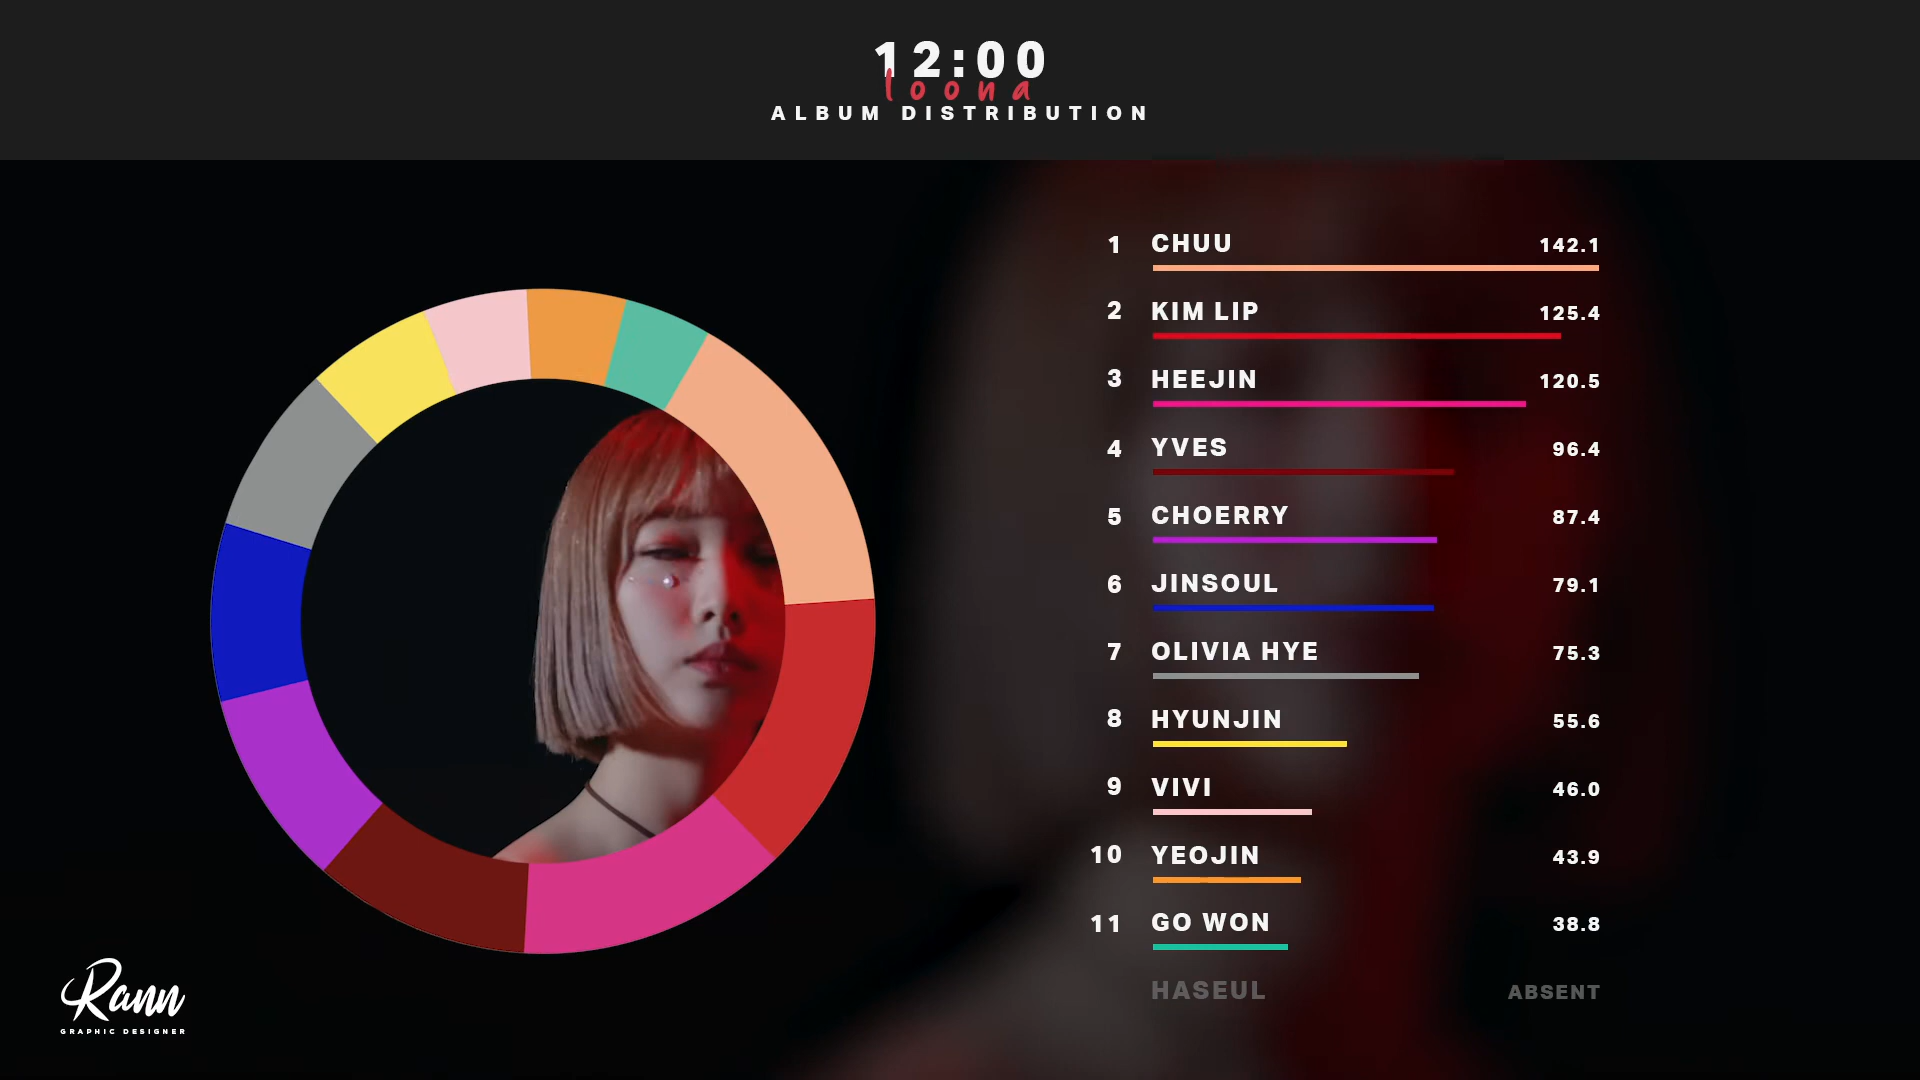 12:00
loona
ALBUM DISTRIBUTION
1 CHUU 142.1
2 KIM LIP 125.4
3 HEEJIN 120.5
4 YVES 96.4
5 CHOERRY 87.4
6 JINSOUL 79.1
7 OLIVIA HYE 75.3
8 HYUNJIN 55.6
9 VIVI 46.0
10 YEOJIN 43.9
11 GO WON 38.8
HASEUL ABSENT
Rann
GRAPHIC DESIGNER